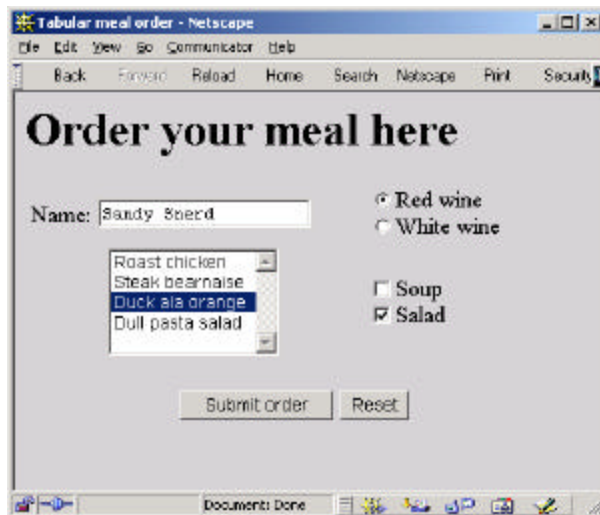 Tabular meal order - Netscape
File Edit View Go Communicator Help
Back Forward Reload Home Search Netscape Print Security
Order your meal here
Name: Sandy Snerd
Red wine
White wine
Roast chicken
Steak bearnaise
Duck ala orange
Dull pasta salad
Soup
Salad
Submit order Reset
Document: Done